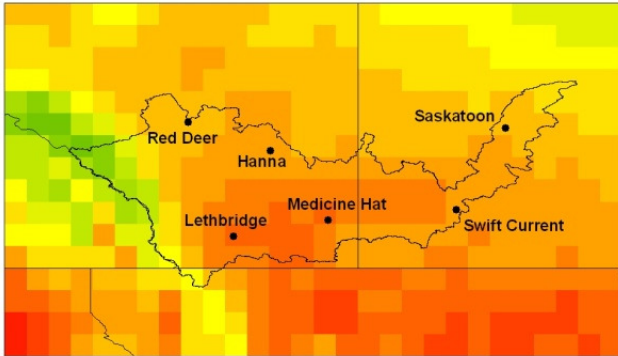 Saskatoon
Red Deer
Hanna
Medicine Hat
Lethbridge
Swift Current